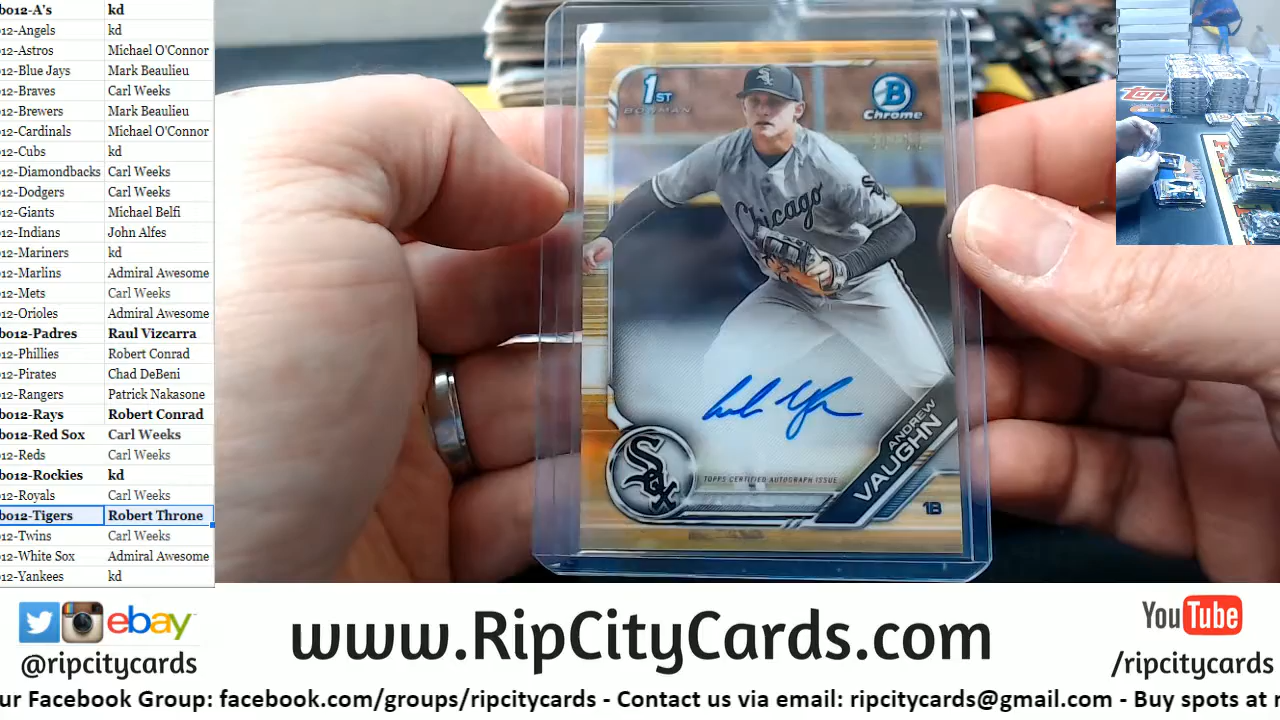 bo12-A's kd
12-Angels kd
12-Astros Michael O'Connor
12-Blue Jays Mark Beaulieu
12-Braves Carl Weeks
12-Brewers Mark Beaulieu
12-Cardinals Michael O'Connor
12-Cubs kd
12-Diamondbacks Carl Weeks
12-Dodgers Carl Weeks
12-Giants Michael Belfi
12-Indians John Alfes
12-Mariners kd
12-Marlins Admiral Awesome
12-Mets Carl Weeks
12-Orioles Admiral Awesome
bo12-Padres Raul Vizcarra
12-Phillies Robert Conrad
12-Pirates Chad DeBeni
12-Rangers Patrick Nakasone
bo12-Rays Robert Conrad
bo12-Red Sox Carl Weeks
12-Reds Carl Weeks
bo12-Rockies kd
12-Royals Carl Weeks
bo12-Tigers Robert Throne
12-Twins Carl Weeks
12-White Sox Admiral Awesome
12-Yankees kd
1ST
BOWMAN
B
Chrome
Chicago
Sox
TOPPS CERTIFIED AUTOGRAPH ISSUE
ANDREW
VAUGHN
1B
TOPPS
ebay
@ripcitycards
www.RipCityCards.com
YouTube
/ripcitycards
ur Facebook Group: facebook.com/groups/ripcitycards - Contact us via email: ripcitycards@gmail.com - Buy spots at